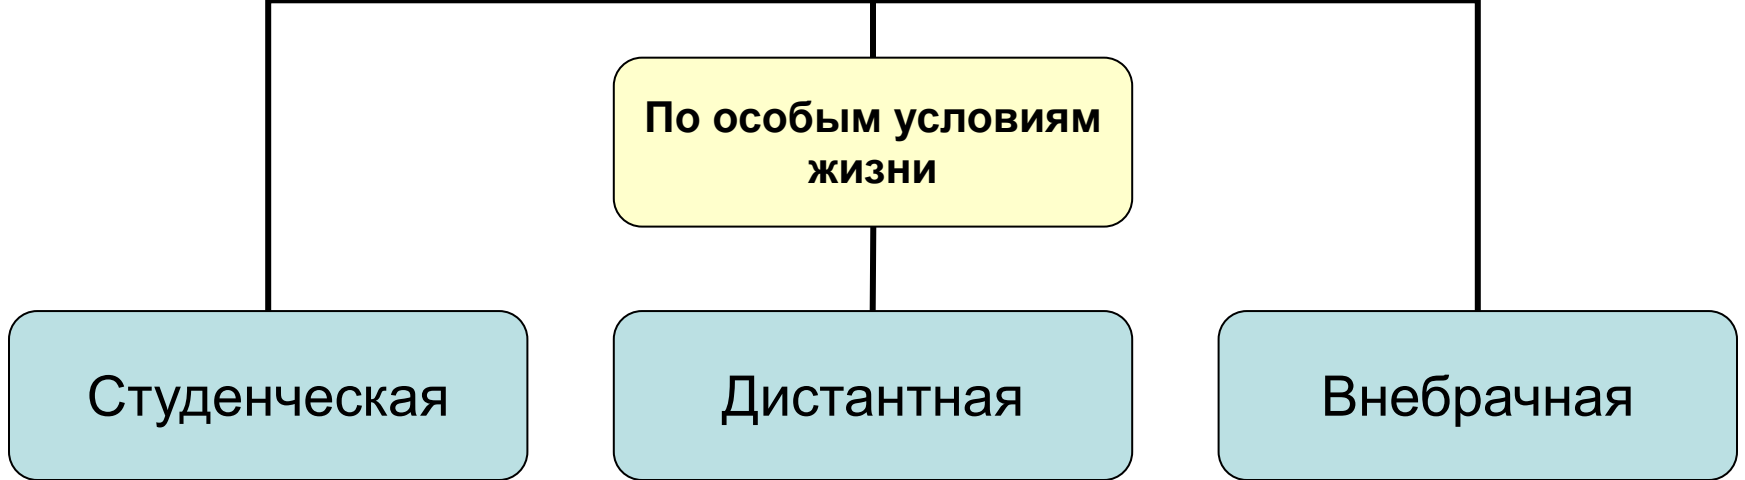 По особым условиям
жизни
Студенческая
Дистантная
Внебрачная